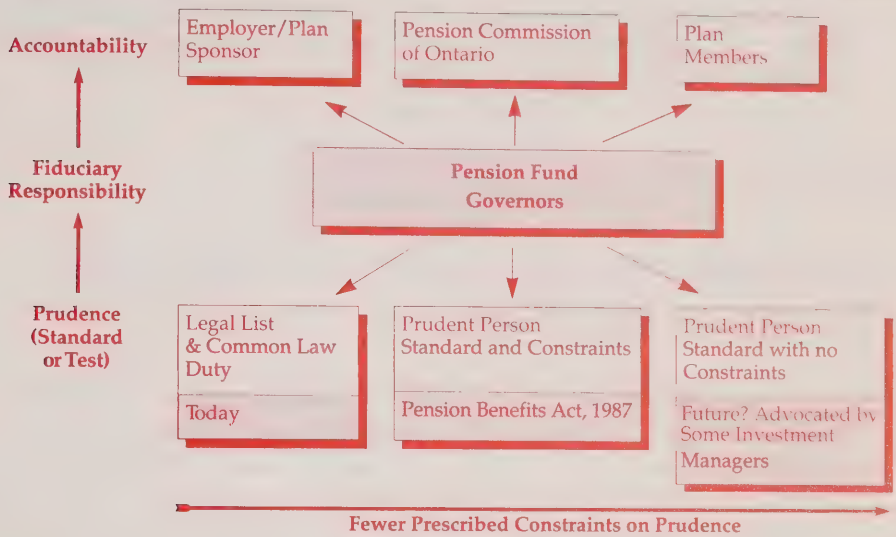 Accountability
Employer/Plan
Sponsor
Pension Commission
of Ontario
Plan
Members
Fiduciary
Responsibility
Pension Fund
Governors
Prudence
(Standard
or Test)
Legal List
& Common Law
Duty
Today
Prudent Person
Standard and Constraints
Pension Benefits Act, 1987
Prudent Person
Standard with no
Constraints
Future? Advocated by
Some Investment
Managers
Fewer Prescribed Constraints on Prudence